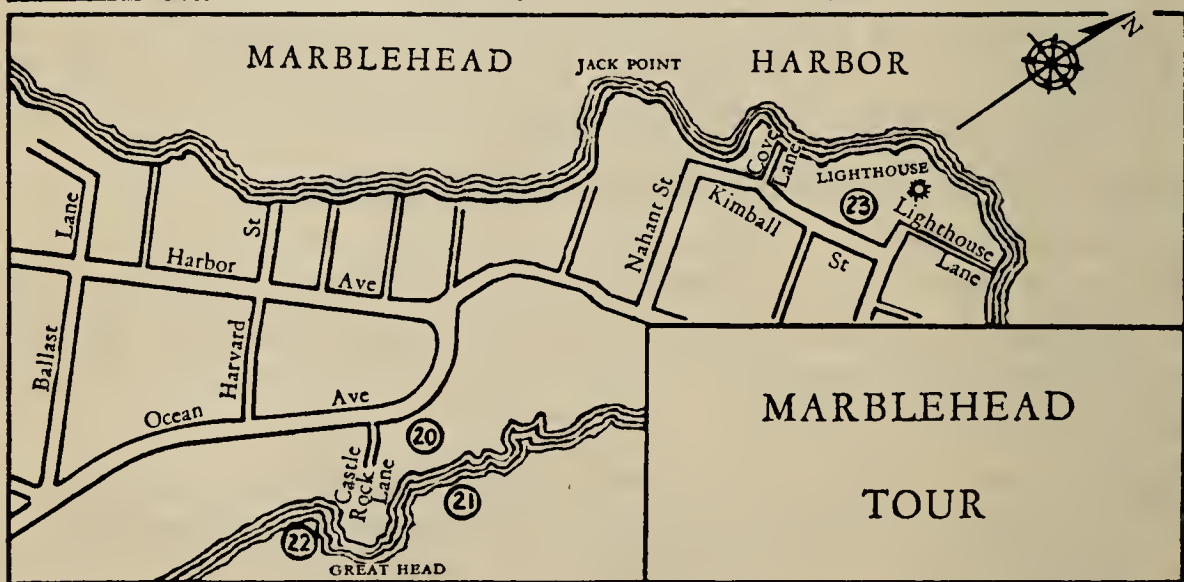 MARBLEHEAD HARBOR
JACK POINT
N
Cove Lane
LIGHTHOUSE
23
Lighthouse Lane
Kimball St
Nahant St
Lane
Harbor Ave
St
Ballast
Harvard
Ocean Ave
20
Castle Rock Lane
21
22
GREAT HEAD
MARBLEHEAD
TOUR